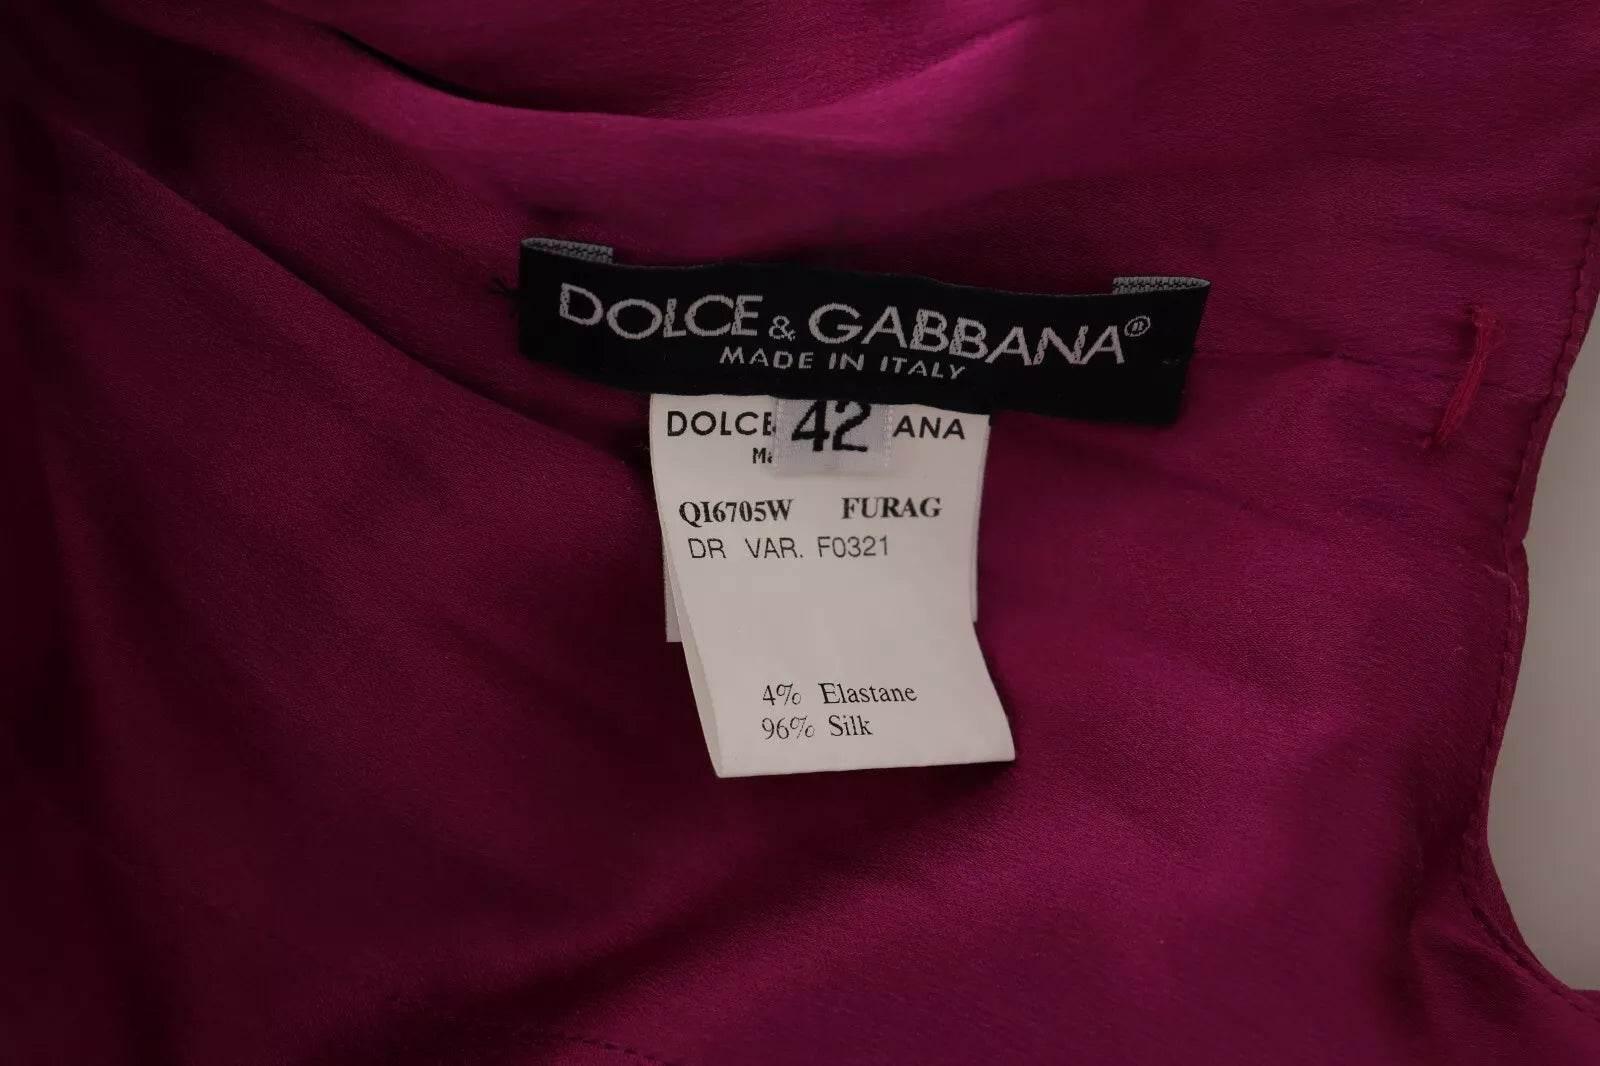 DOLCE & GABBANA®
MADE IN ITALY
42
DOLCE ANA
QI6705W FURAG
DR VAR. F0321
4% Elastane
96% Silk